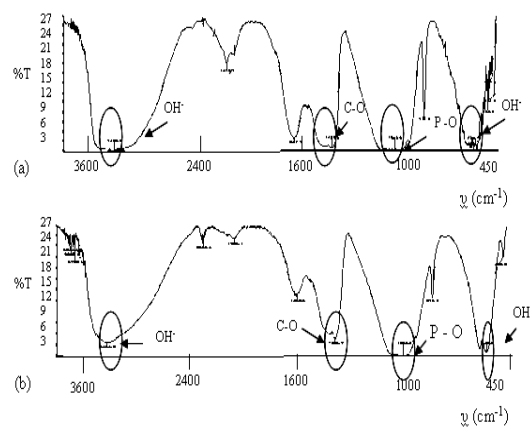 27
24
21
18
%T 15
12
9
6
3
OH-
C-O
P - O
OH-
(a)
3600 2400 1600 1000 450
ṵ (cm-1)
27
24
21
18
%T 15
12
9
6
3
OH-
C-O
P - O
OH
(b)
3600 2400 1600 1000 450
ṵ (cm-1)